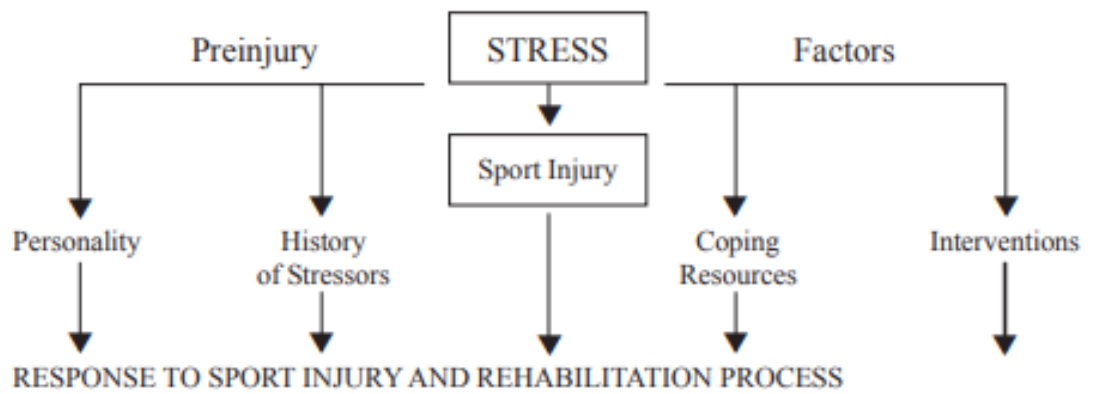 Preinjury STRESS Factors
Sport Injury
Personality
History
of Stressors
Coping
Resources
Interventions
RESPONSE TO SPORT INJURY AND REHABILITATION PROCESS